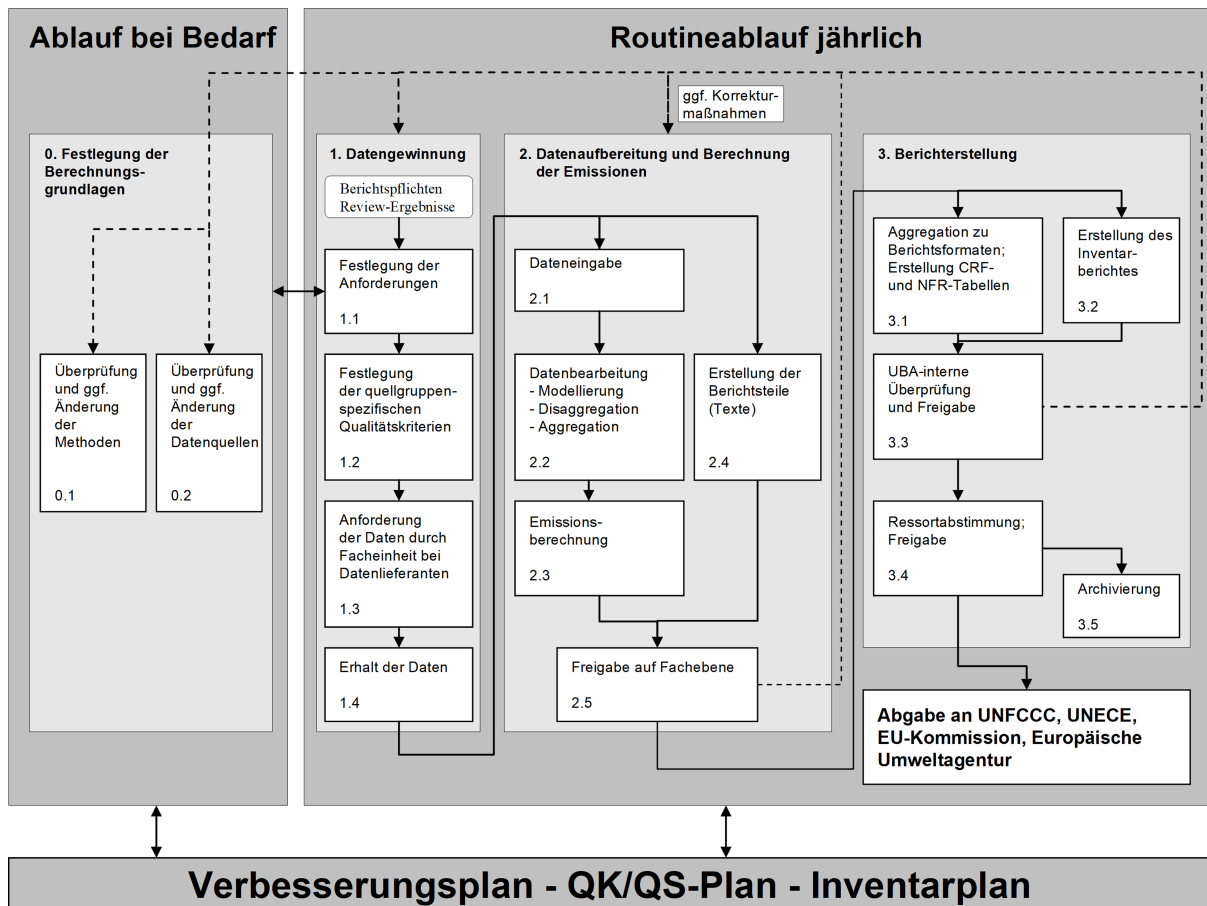 Ablauf bei Bedarf
Routineablauf jährlich
ggf. Korrektur-
maßnahmen
0. Festlegung der
Berechnungs-
grundlagen
Überprüfung
und ggf.
Änderung
der
Methoden
0.1
Überprüfung
und ggf.
Änderung
der
Datenquellen
0.2
1. Datengewinnung
Berichtspflichten
Review-Ergebnisse
Festlegung der
Anforderungen
1.1
Festlegung
der quellgruppen-
spezifischen
Qualitätskriterien
1.2
Anforderung
der Daten durch
Facheinheit bei
Datenlieferanten
1.3
Erhalt der Daten
1.4
2. Datenaufbereitung und Berechnung
der Emissionen
Dateneingabe
2.1
Datenbearbeitung
- Modellierung
- Disaggregation
- Aggregation
2.2
Emissions-
berechnung
2.3
Erstellung der
Berichtsteile
(Texte)
2.4
Freigabe auf Fachebene
2.5
3. Berichterstellung
Aggregation zu
Berichtsformaten;
Erstellung CRF-
und NFR-Tabellen
3.1
Erstellung des
Inventar-
berichtes
3.2
UBA-interne
Überprüfung
und Freigabe
3.3
Ressortabstimmung;
Freigabe
3.4
Archivierung
3.5
Abgabe an UNFCCC, UNECE,
EU-Kommission, Europäische
Umweltagentur
Verbesserungsplan - QK/QS-Plan - Inventarplan